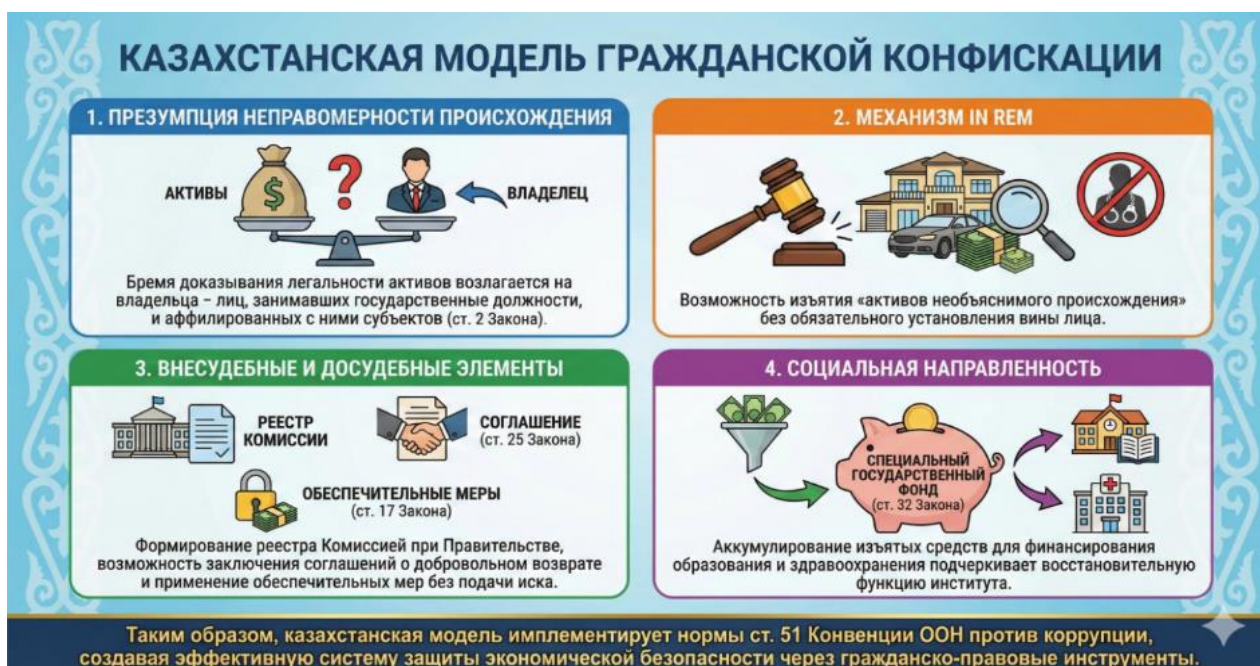 КАЗАХСТАНСКАЯ МОДЕЛЬ ГРАЖДАНСКОЙ КОНФИСКАЦИИ
1. ПРЕЗУМПЦИЯ НЕПРАВОМЕРНОСТИ ПРОИСХОЖДЕНИЯ
АКТИВЫ
$
?
ВЛАДЕЛЕЦ
Бремя доказывания легальности активов возлагается на
владельца – лиц, занимавших государственные должности,
и аффилированных с ними субъектов (ст. 2 Закона).
2. МЕХАНИЗМ IN REM
Возможность изъятия «активов необъяснимого происхождения»
без обязательного установления вины лица.
3. ВНЕСУДЕБНЫЕ И ДОСУДЕБНЫЕ ЭЛЕМЕНТЫ
РЕЕСТР
КОМИССИИ
СОГЛАШЕНИЕ
(ст. 25 Закона)
ОБЕСПЕЧИТЕЛЬНЫЕ МЕРЫ
(ст. 17 Закона)
Формирование реестра Комиссией при Правительстве,
возможность заключения соглашений о добровольном возврате
и применение обеспечительных мер без подачи иска.
4. СОЦИАЛЬНАЯ НАПРАВЛЕННОСТЬ
СПЕЦИАЛЬНЫЙ
ГОСУДАРСТВЕННЫЙ
ФОНД
(ст. 32 Закона)
Аккумулирование изъятых средств для финансирования
образования и здравоохранения подчеркивает восстановительную
функцию института.
Таким образом, казахстанская модель имплементирует нормы ст. 51 Конвенции ООН против коррупции,
создавая эффективную систему защиты экономической безопасности через гражданско-правовые инструменты.